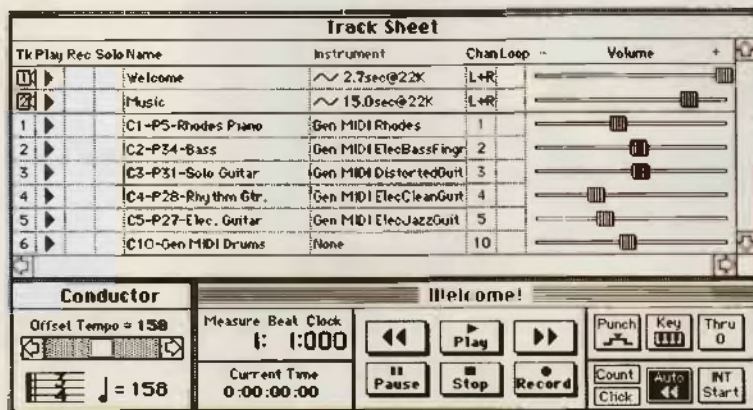 Track Sheet
Tk Play Rec Solo Name Instrument Chan Loop - Volume +
1 Welcome 2.7sec@22K L+R
2 Music 15.0sec@22K L+R
1 C1-P5-Rhodes Piano Gen MIDI Rhodes 1
2 C2-P34-Bass Gen MIDI ElecBassFingr 2
3 C3-P31-Solo Guitar Gen MIDI DistortedGuit 3
4 C4-P28-Rhythm Gtr. Gen MIDI ElecCleanGuit 4
5 C5-P27-Elec. Guitar Gen MIDI ElecJazzGuit 5
6 C10-Gen MIDI Drums None 10
Conductor
Offset Tempo = 158
♩ = 158
Welcome!
Measure Beat Clock
1: 1:000
Current Time
0:00:00:00
Play
Pause Stop Record
Punch Key Thru
0
Count Auto INT
Click Start